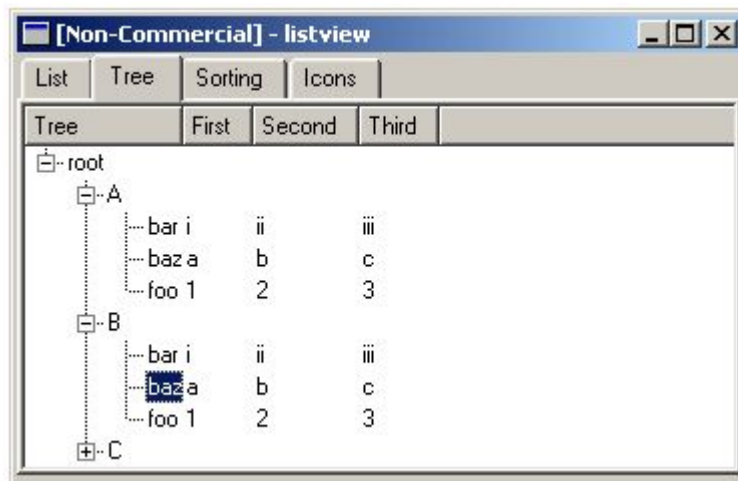 [Non-Commercial] - listview
List Tree Sorting Icons
Tree First Second Third
root
A
bar i ii iii
baz a b c
foo 1 2 3
B
bar i ii iii
baz a b c
foo 1 2 3
C